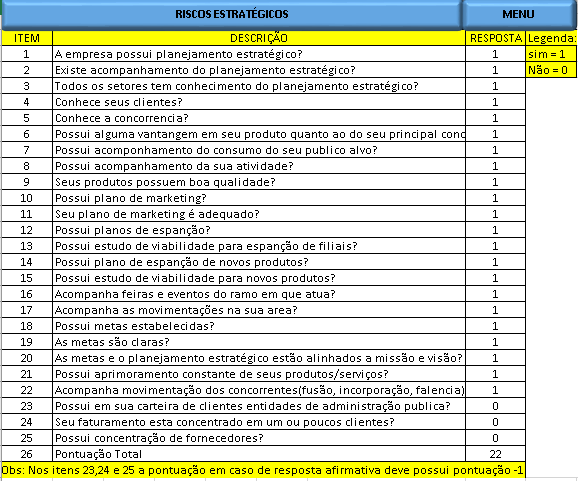 RISCOS ESTRATÉGICOS MENU
ITEM DESCRIÇÃO RESPOSTA Legenda:
1 A empresa possui planejamento estratégico? 1 sim = 1
2 Existe acompanhamento do planejamento estratégico? 1 Não = 0
3 Todos os setores tem conhecimento do planejamento estratégico? 1
4 Conhece seus clientes? 1
5 Conhece a concorrencia? 1
6 Possui alguma vantagem em seu produto quanto ao do seu principal conc 1
7 Possui acomponhamento do consumo do seu publico alvo? 1
8 Possui acompanhamento da sua atividade? 1
9 Seus produtos possuem boa qualidade? 1
10 Possui plano de marketing? 1
11 Seu plano de marketing é adequado? 1
12 Possui planos de espanção? 1
13 Possui estudo de viabilidade para espanção de filiais? 1
14 Possui plano de espanção de novos produtos? 1
15 Possui estudo de viabilidade para novos produtos? 1
16 Acompanha feiras e eventos do ramo em que atua? 1
17 Acompanha as movimentações na sua area? 1
18 Possui metas estabelecidas? 1
19 As metas são claras? 1
20 As metas e o planejamento estratégico estão alinhados a missão e visão? 1
21 Possui aprimoramento constante de seus produtos/serviços? 1
22 Acompanha movimentação dos concorrentes(fusão, incorporação, falencia) 1
23 Possui em sua carteira de clientes entidades de administração publica? 0
24 Seu faturamento esta concentrado em um ou poucos clientes? 0
25 Possui concentração de fornecedores? 0
26 Pontuação Total 22
Obs: Nos itens 23,24 e 25 a pontuação em caso de resposta afirmativa deve possui pontuação -1